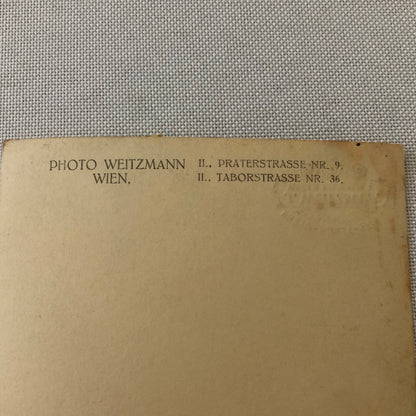 PHOTO WEITZMANN II., PRATERSTRASSE NR. 9.
WIEN, II., TABORSTRASSE NR. 36.